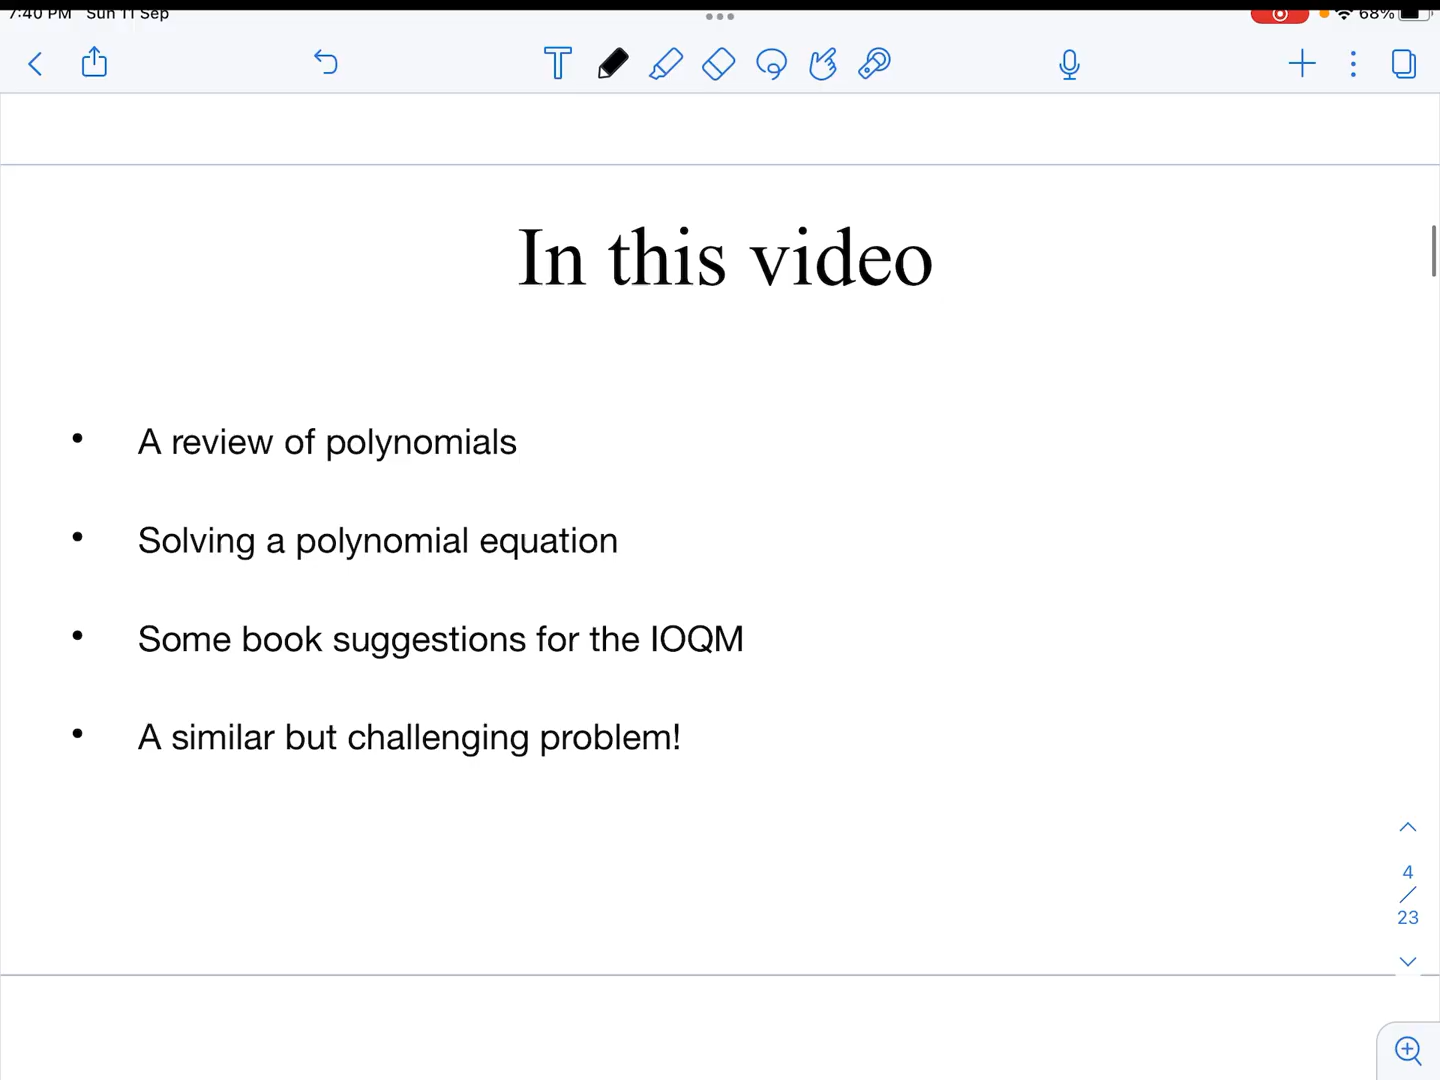 7:40 PM Sun 11 Sep
68%
In this video
• A review of polynomials
• Solving a polynomial equation
• Some book suggestions for the IOQM
• A similar but challenging problem!
4
/
23